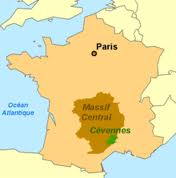 Paris
Océan
Atlantique
Massif
Central
Cévennes